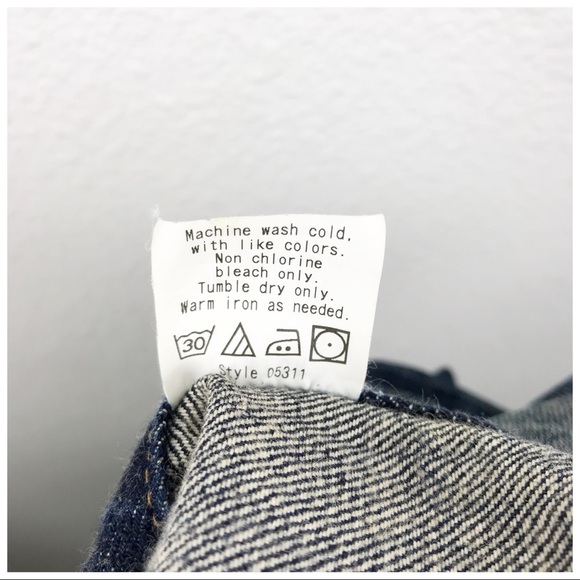 Machine wash cold,
with like colors.
Non chlorine
bleach only.
Tumble dry only.
Warm iron as needed.
30
Style 05311